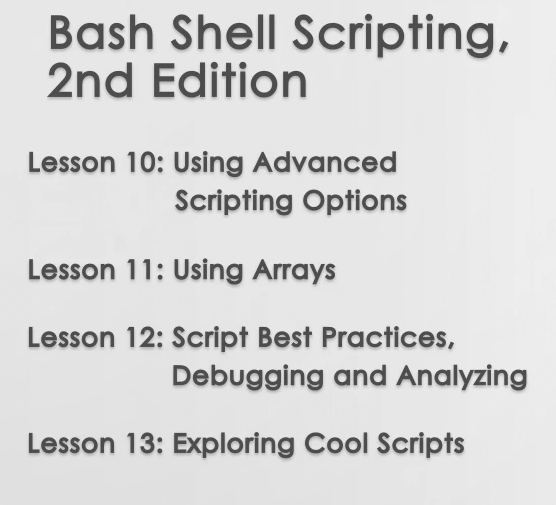 Bash Shell Scripting,
2nd Edition
Lesson 10: Using Advanced
Scripting Options
Lesson 11: Using Arrays
Lesson 12: Script Best Practices,
Debugging and Analyzing
Lesson 13: Exploring Cool Scripts